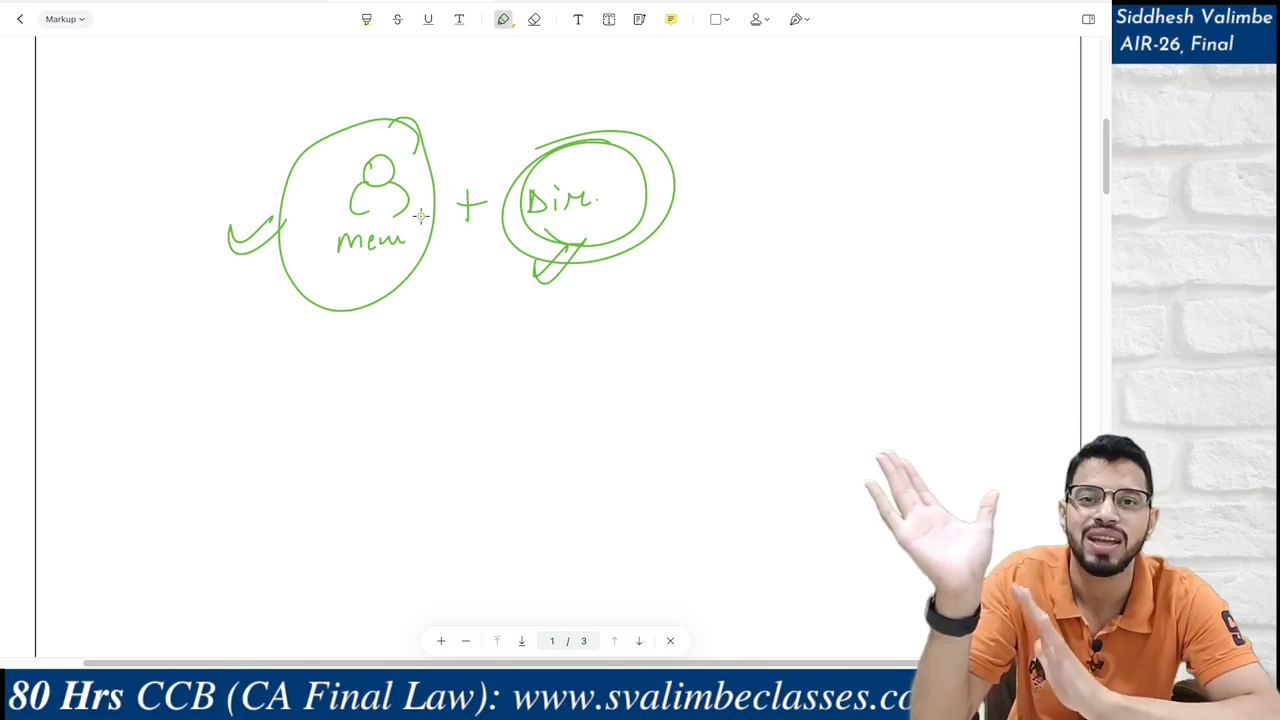 Markup
Siddhesh Valimbe
AIR-26, Final
mem + Dir.
1 / 3
80 Hrs CCB (CA Final Law): www.svalimbeclasses.co